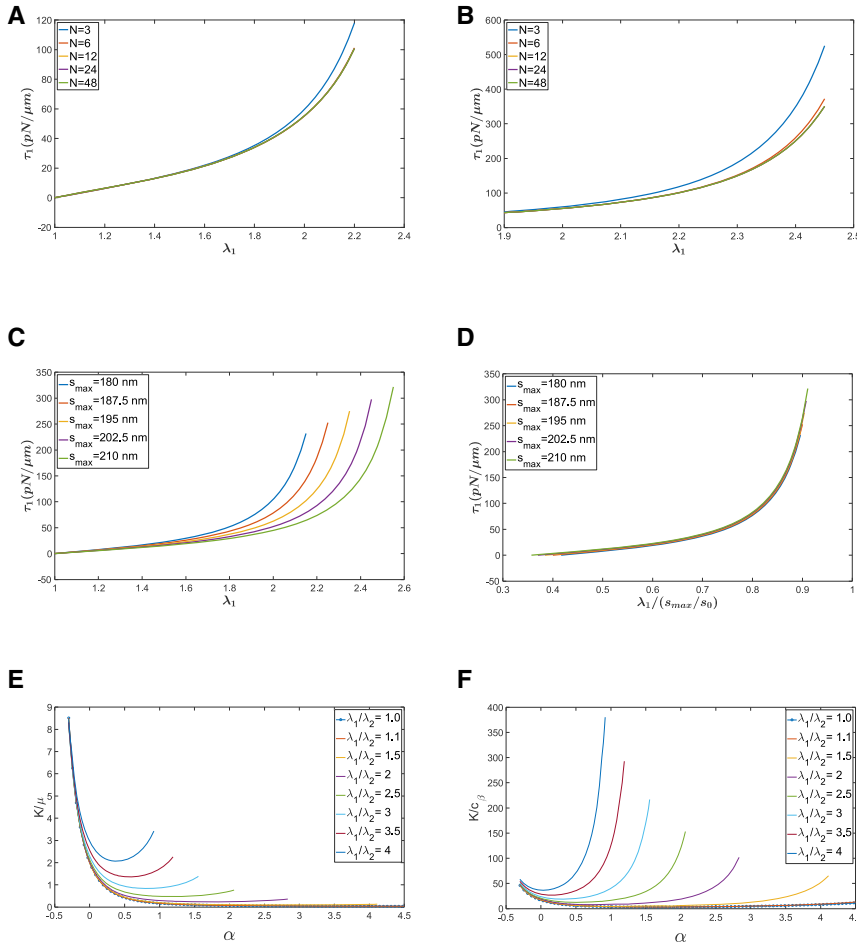 A
120
100
80
60
40
20
0
-20
τ1(pN/μm)
N=3
N=6
N=12
N=24
N=48
1 1.2 1.4 1.6 1.8 2 2.2 2.4
λ1
B
600
500
400
300
200
100
0
τ1(pN/μm)
N=3
N=6
N=12
N=24
N=48
1.9 2 2.1 2.2 2.3 2.4 2.5
λ1
C
350
300
250
200
150
100
50
0
-50
τ1(pN/μm)
smax=180 nm
smax=187.5 nm
smax=195 nm
smax=202.5 nm
smax=210 nm
1 1.2 1.4 1.6 1.8 2 2.2 2.4 2.6
λ1
D
350
300
250
200
150
100
50
0
-50
τ1(pN/μm)
smax=180 nm
smax=187.5 nm
smax=195 nm
smax=202.5 nm
smax=210 nm
0.3 0.4 0.5 0.6 0.7 0.8 0.9 1
λ1/(smax/s0)
E
9
8
7
6
5
4
3
2
1
0
K/μ
λ1/λ2= 1.0
λ1/λ2= 1.1
λ1/λ2= 1.5
λ1/λ2= 2
λ1/λ2= 2.5
λ1/λ2= 3
λ1/λ2= 3.5
λ1/λ2= 4
-0.5 0 0.5 1 1.5 2 2.5 3 3.5 4 4.5
α
F
400
350
300
250
200
150
100
50
0
K/cβ
λ1/λ2= 1.0
λ1/λ2= 1.1
λ1/λ2= 1.5
λ1/λ2= 2
λ1/λ2= 2.5
λ1/λ2= 3
λ1/λ2= 3.5
λ1/λ2= 4
-0.5 0 0.5 1 1.5 2 2.5 3 3.5 4 4.5
α